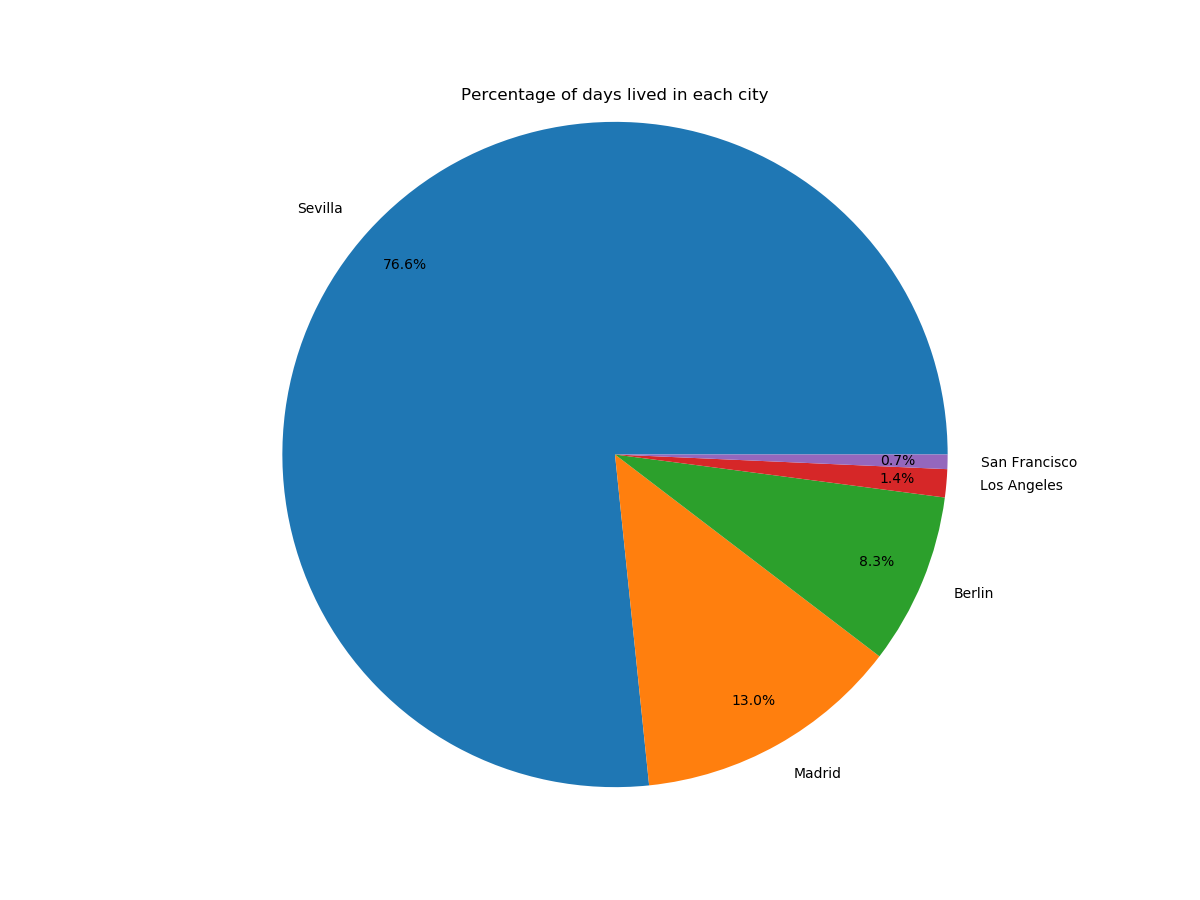 Percentage of days lived in each city
Sevilla
76.6%
0.7%
San Francisco
1.4%
Los Angeles
8.3%
Berlin
13.0%
Madrid